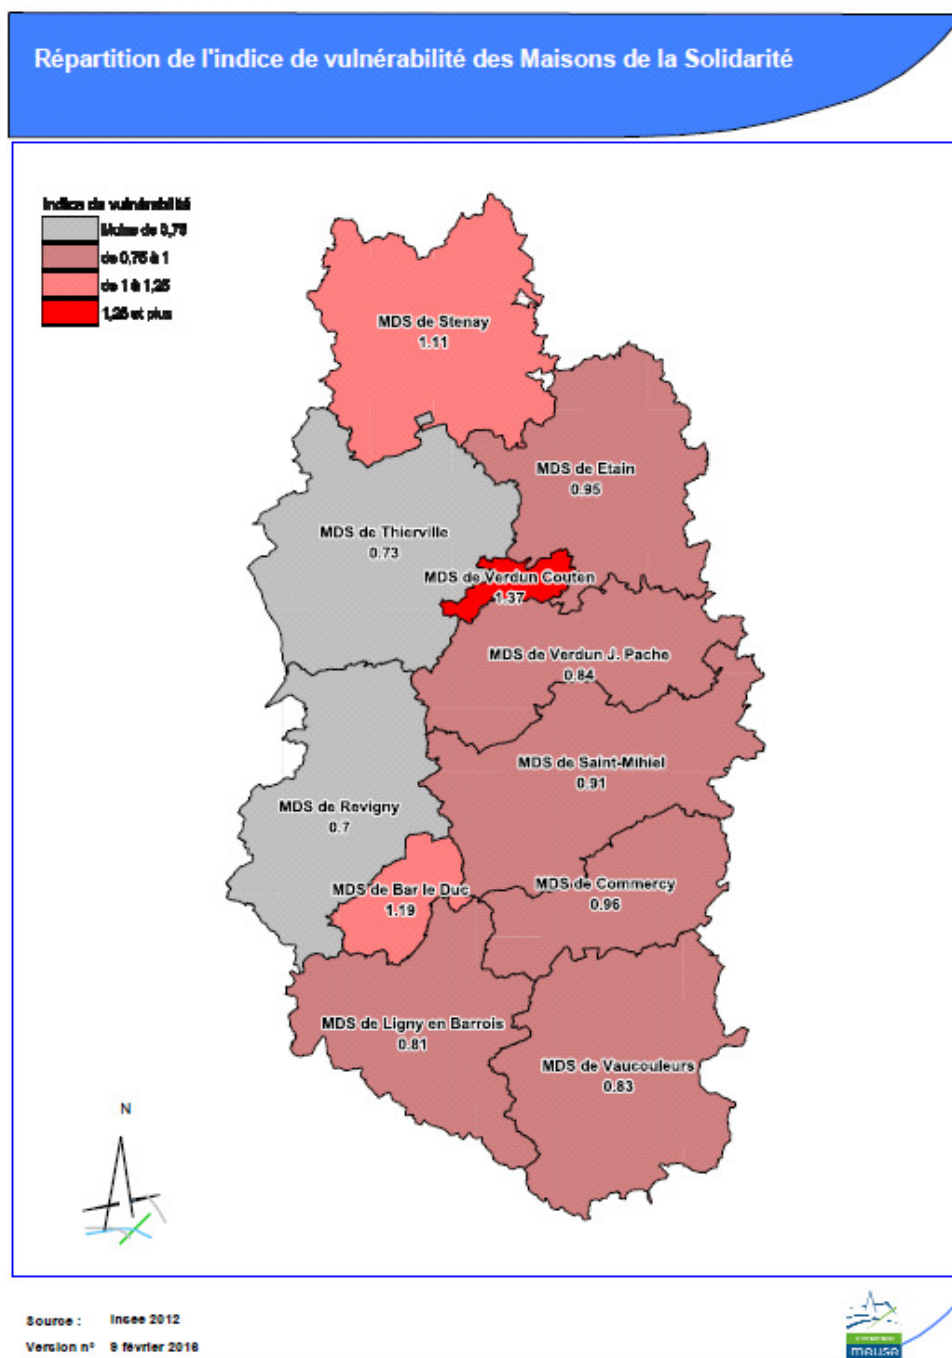 Répartition de l'indice de vulnérabilité des Maisons de la Solidarité
Indice de vulnérabilité
Moins de 0,75
de 0,75 à 1
de 1 à 1,25
1,25 et plus
MDS de Stenay
1.11
MDS de Etain
0.95
MDS de Thierville
0.73
MDS de Verdun Couten
1.37
MDS de Verdun J. Pache
0.84
MDS de Saint-Mihiel
0.91
MDS de Revigny
0.7
MDS de Commercy
0.96
MDS de Bar le Duc
1.19
MDS de Ligny en Barrois
0.81
MDS de Vaucouleurs
0.83
N
Source : Insee 2012
Version n° 9 février 2016
meuse